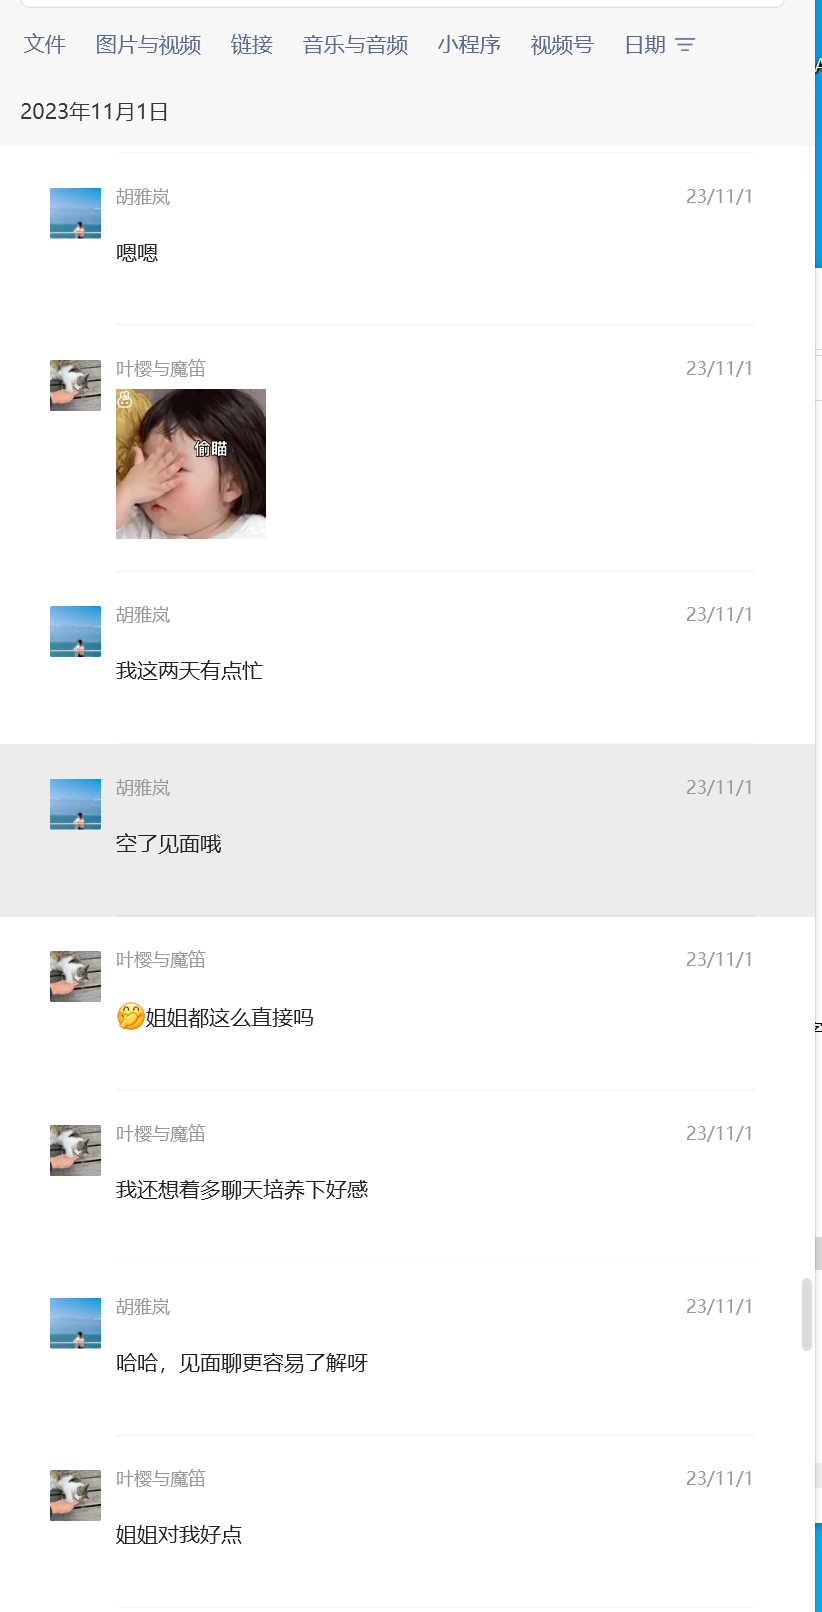 文件 图片与视频 链接 音乐与音频 小程序 视频号 日期
2023年11月1日
胡雅岚 23/11/1
嗯嗯
叶樱与魔笛 23/11/1
偷瞄
胡雅岚 23/11/1
我这两天有点忙
胡雅岚 23/11/1
空了见面哦
叶樱与魔笛 23/11/1
🤭姐姐都这么直接吗
叶樱与魔笛 23/11/1
我还想着多聊天培养下好感
胡雅岚 23/11/1
哈哈，见面聊更容易了解呀
叶樱与魔笛 23/11/1
姐姐对我好点